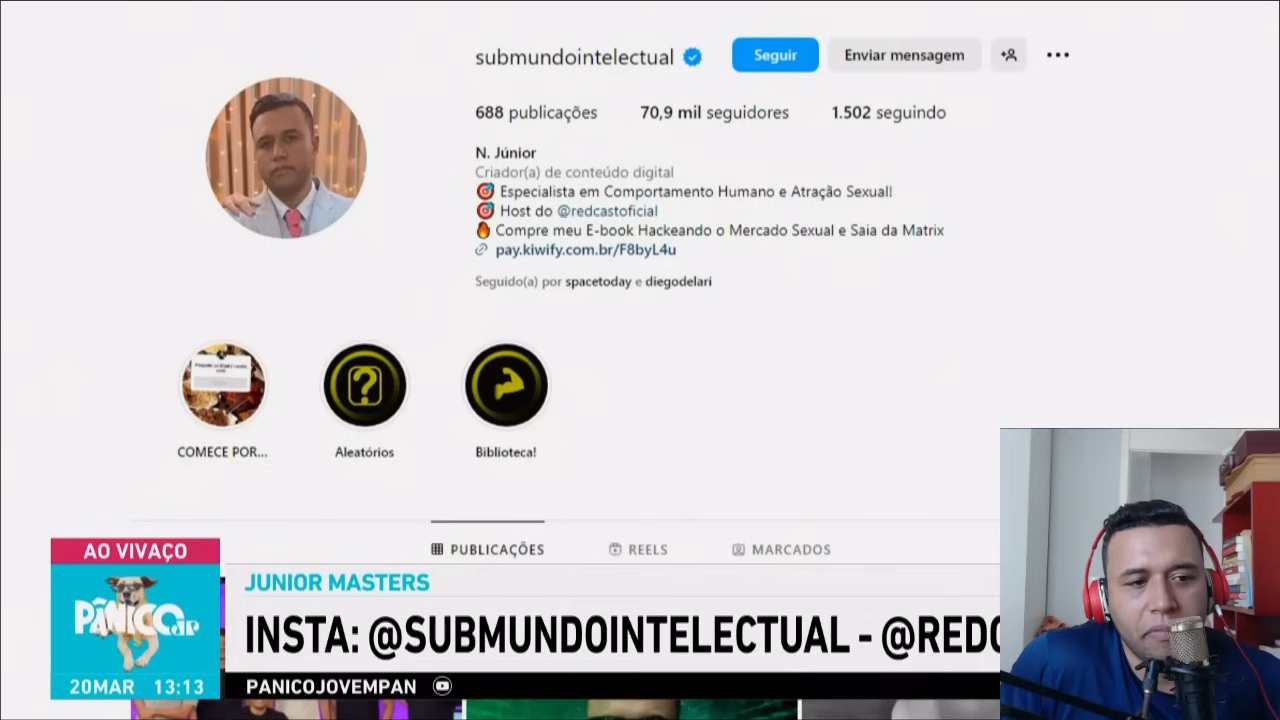 submundointelectual
Seguir
Enviar mensagem
688 publicações
70,9 mil seguidores
1.502 seguindo
N. Júnior
Criador(a) de conteúdo digital
Especialista em Comportamento Humano e Atração Sexual!
Host do @redcastoficial
Compre meu E-book Hackeando o Mercado Sexual e Saia da Matrix
pay.kiwify.com.br/F8byL4u
Seguido(a) por spacetoday e diegodelari
COMECE POR...
Aleatórios
Biblioteca!
PUBLICAÇÕES
REELS
MARCADOS
AO VIVAÇO
PÂNICO JP
20MAR 13:13
JUNIOR MASTERS
INSTA: @SUBMUNDOINTELECTUAL - @RED
PANICOJOVEMPAN